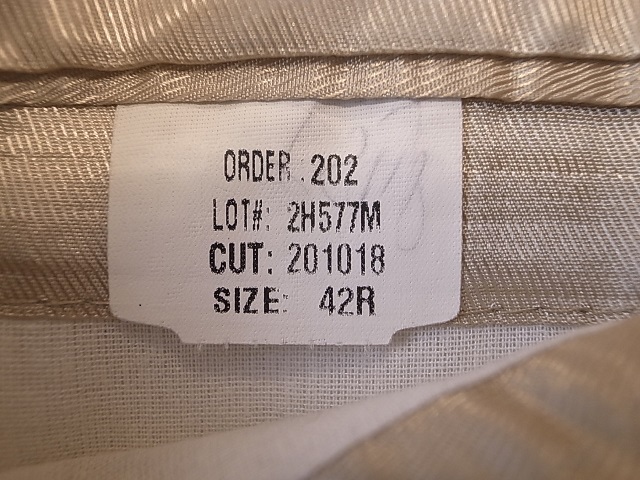 ORDER: 202
LOT#: 2H577M
CUT: 201018
SIZE: 42R